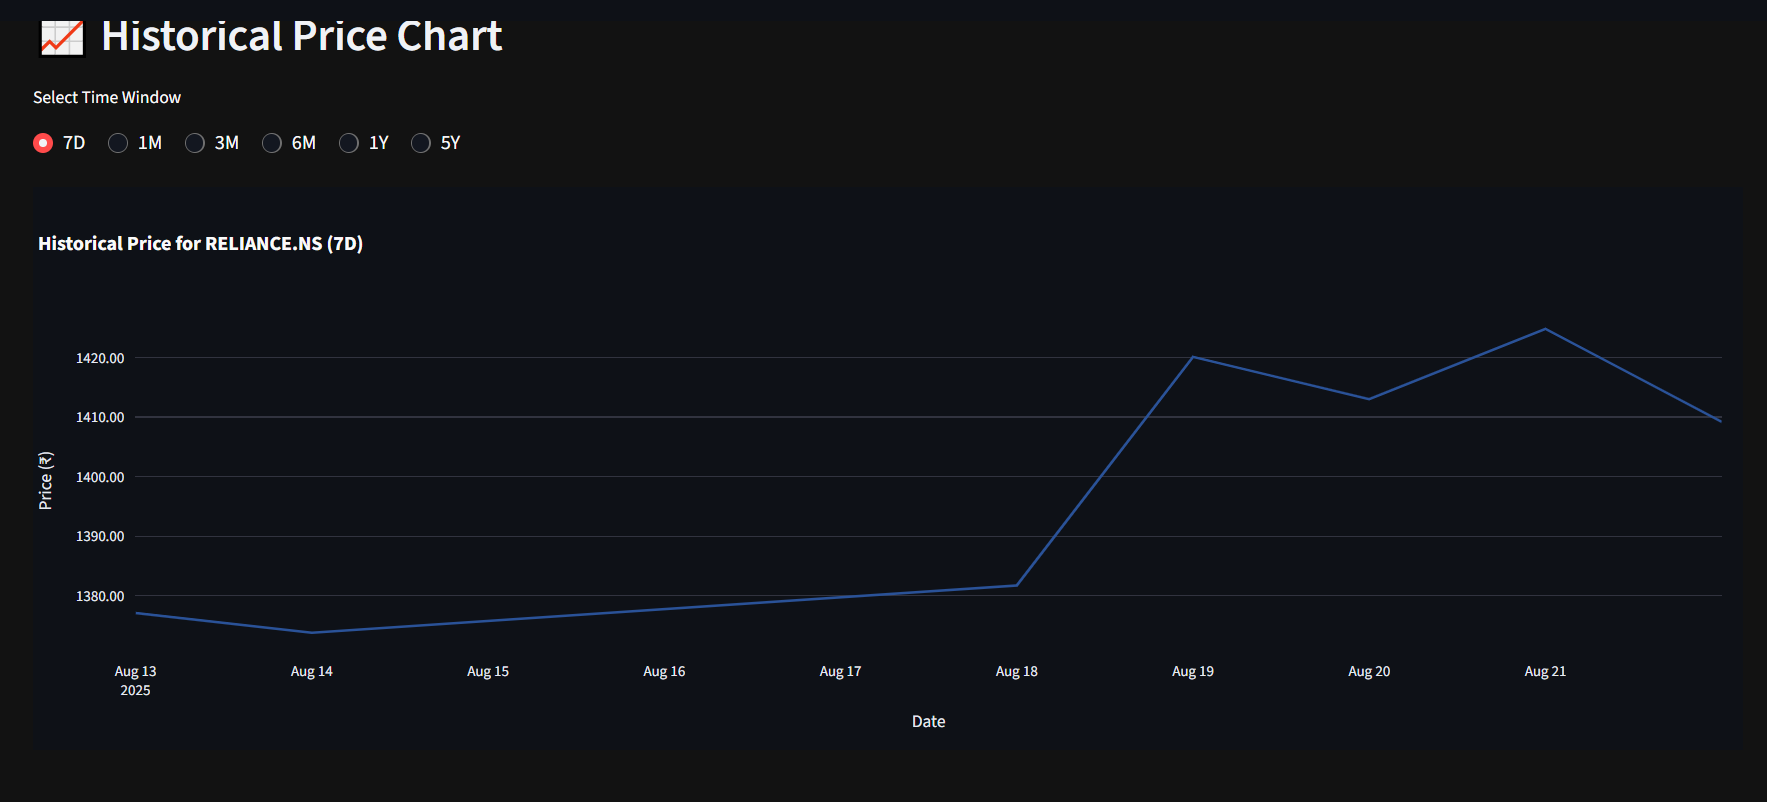 Historical Price Chart
Select Time Window
7D 1M 3M 6M 1Y 5Y
Historical Price for RELIANCE.NS (7D)
1420.00
1410.00
1400.00
1390.00
1380.00
Price (₹)
Aug 13 Aug 14 Aug 15 Aug 16 Aug 17 Aug 18 Aug 19 Aug 20 Aug 21
2025
Date